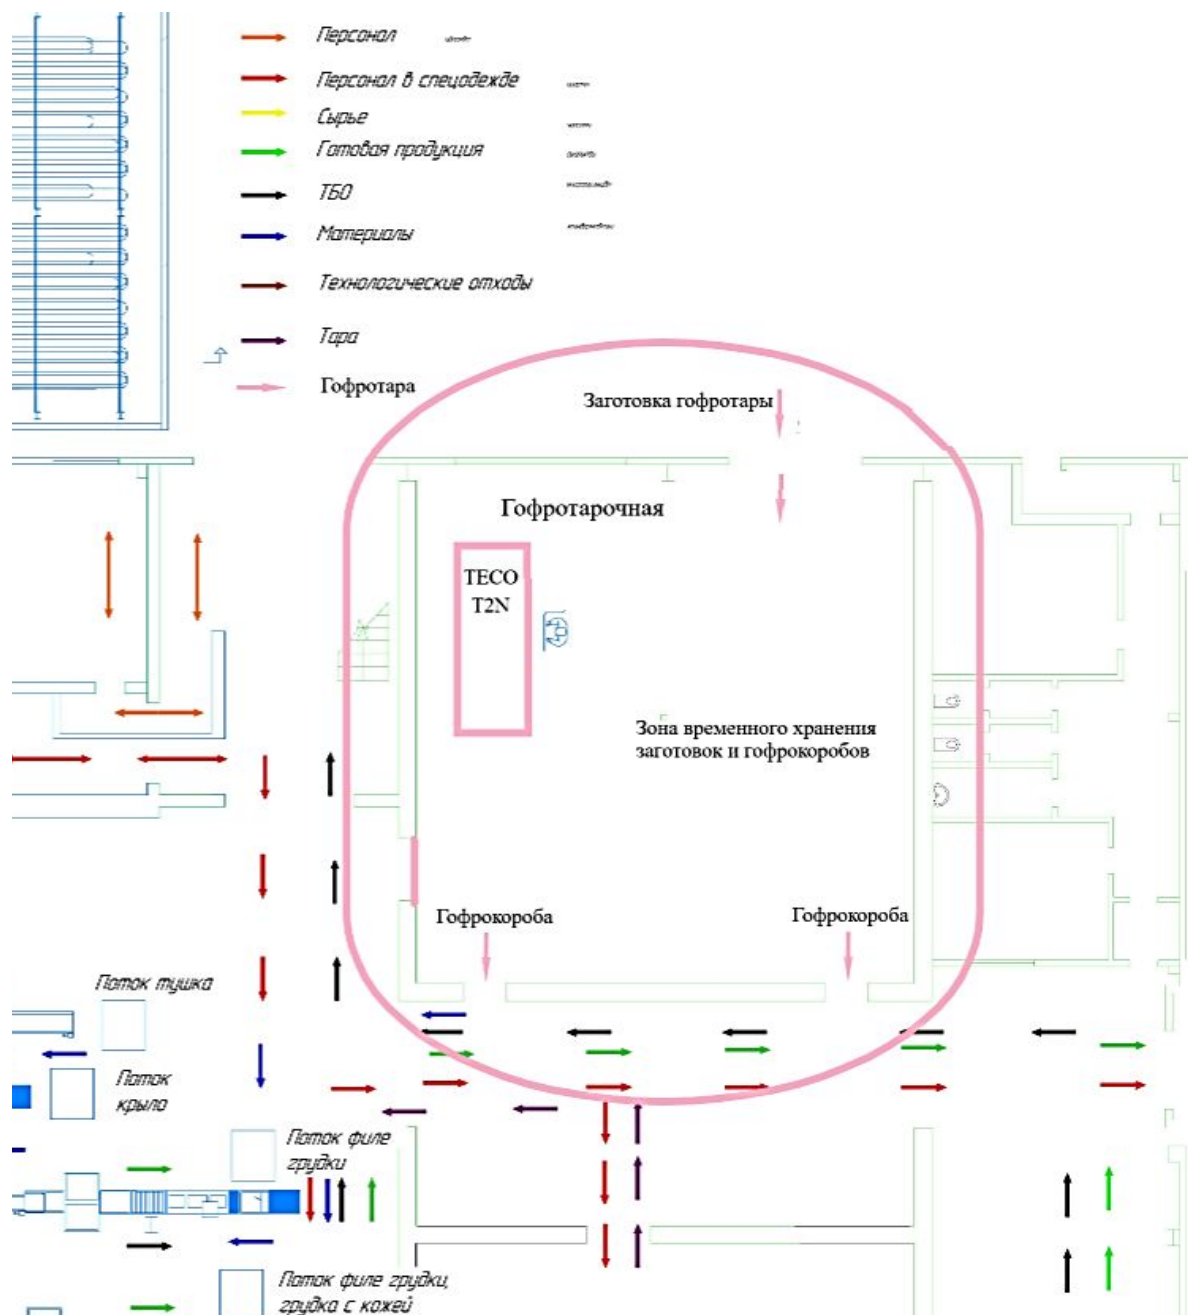 Персонал
Персонал в спецодежде
Сырье
Готовая продукция
ТБО
Материалы
Технологические отходы
Тара
Гофротара
Заготовка гофротары
Гофротарочная
TECO
T2N
Зона временного хранения
заготовок и гофрокоробов
Гофрокороба
Гофрокороба
Поток тушка
Поток
крыло
Поток филе
грудки
Поток филе грудки,
грудка с кожей